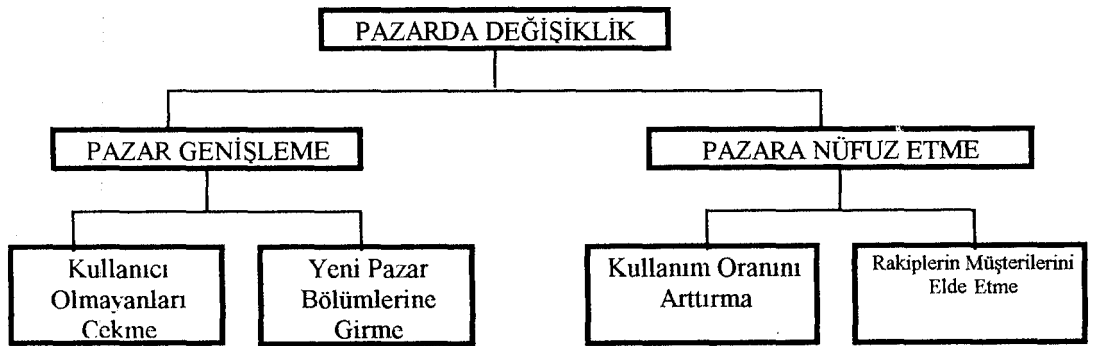 PAZARDA DEĞİŞİKLİK
PAZAR GENİŞLEME
PAZARA NÜFUZ ETME
Kullanıcı
Olmayanları
Çekme
Yeni Pazar
Bölümlerine
Girme
Kullanım Oranını
Arttırma
Rakiplerin Müşterilerini
Elde Etme